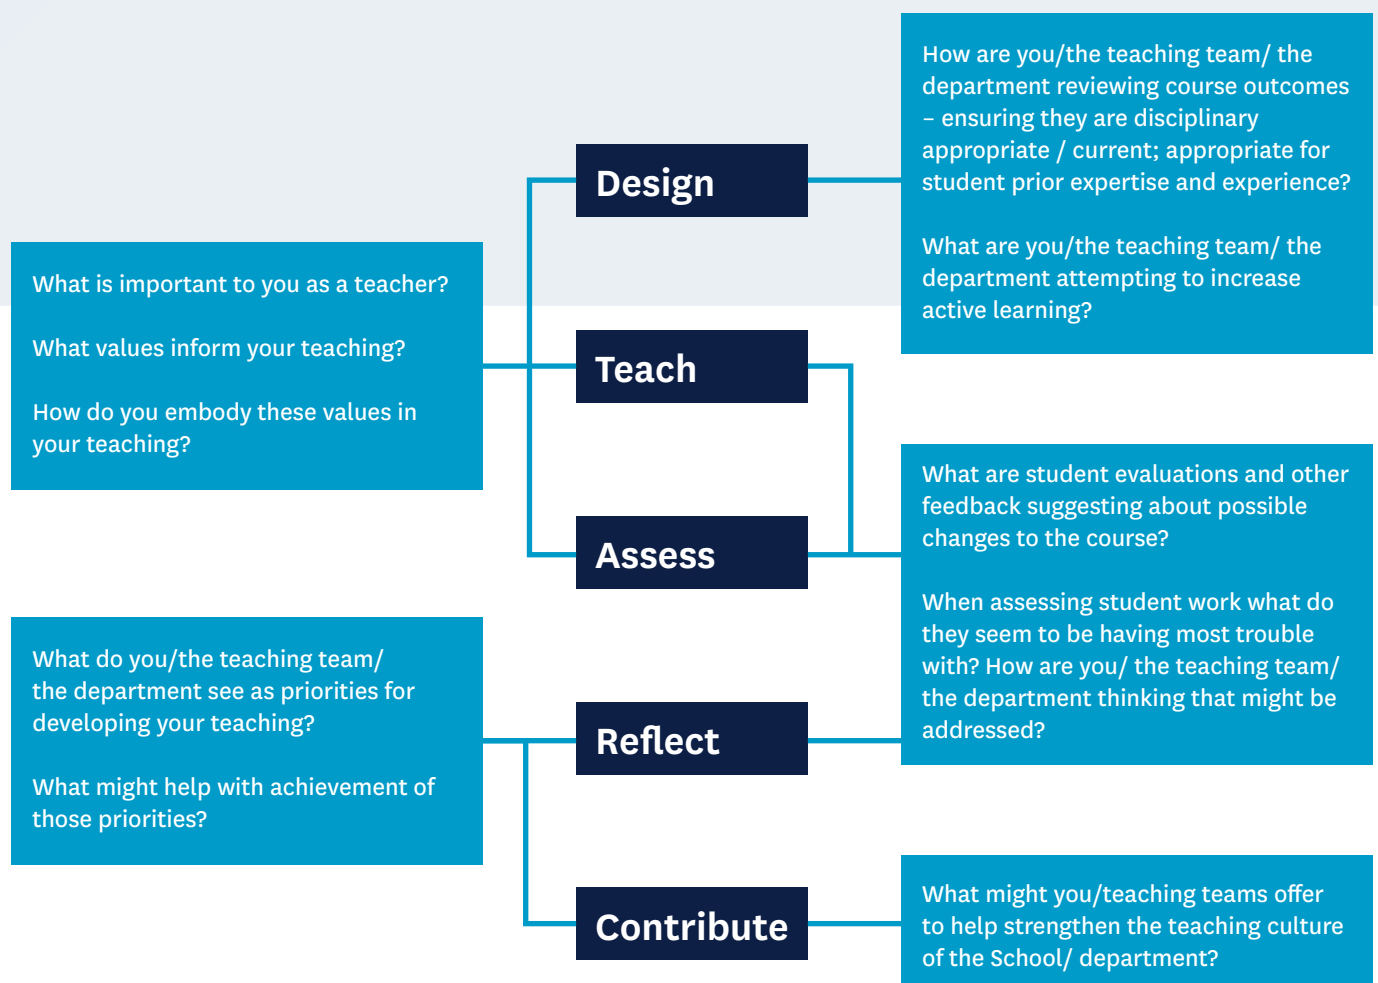 What is important to you as a teacher?
What values inform your teaching?
How do you embody these values in
your teaching?
What do you/the teaching team/
the department see as priorities for
developing your teaching?
What might help with achievement of
those priorities?
Design
Teach
Assess
Reflect
Contribute
How are you/the teaching team/ the
department reviewing course outcomes
– ensuring they are disciplinary
appropriate / current; appropriate for
student prior expertise and experience?
What are you/the teaching team/ the
department attempting to increase
active learning?
What are student evaluations and other
feedback suggesting about possible
changes to the course?
When assessing student work what do
they seem to be having most trouble
with? How are you/ the teaching team/
the department thinking that might be
addressed?
What might you/teaching teams offer
to help strengthen the teaching culture
of the School/ department?